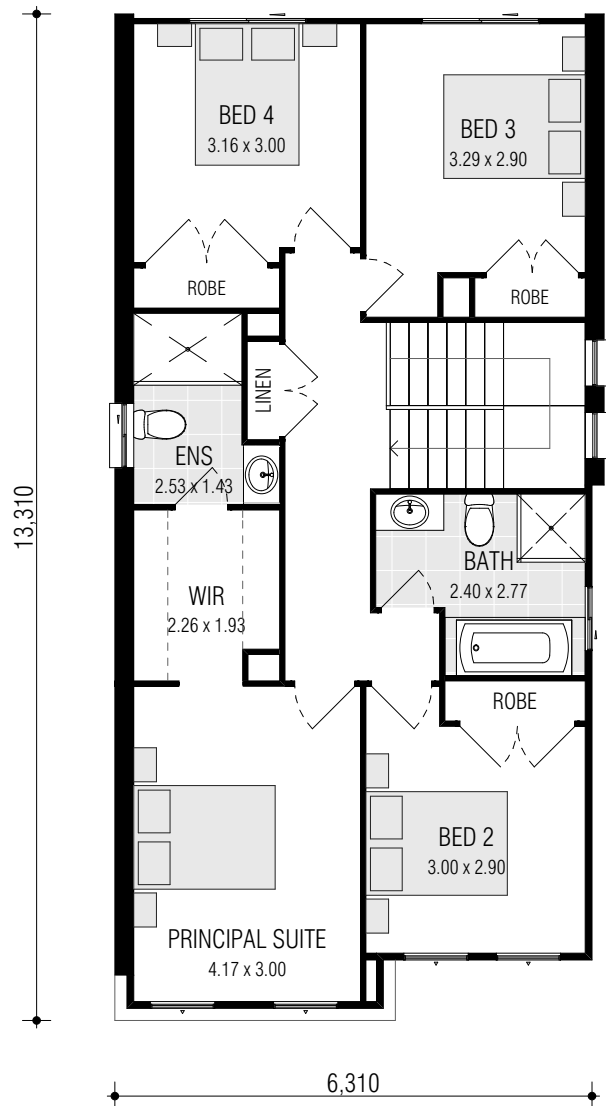 BED 4
3.16 x 3.00
BED 3
3.29 x 2.90
ROBE
ROBE
LINEN
ENS
2.53 x 1.43
13,310
BATH
2.40 x 2.77
WIR
2.26 x 1.93
ROBE
BED 2
3.00 x 2.90
PRINCIPAL SUITE
4.17 x 3.00
6,310